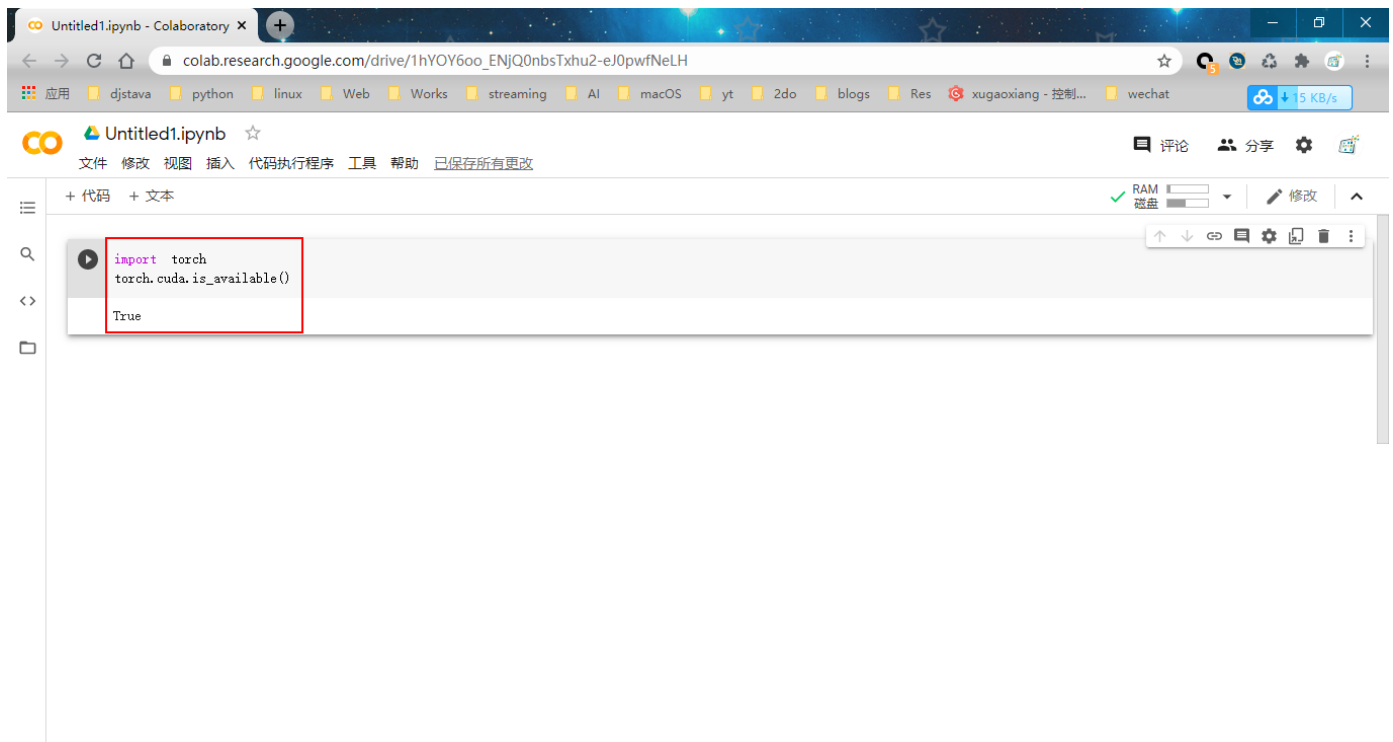 Untitled1.ipynb - Colaboratory
colab.research.google.com/drive/1hYOY6oo_ENjQ0nbsTxhu2-eJ0pwfNeLH
5
应用 djstava python linux Web Works streaming AI macOS yt 2do blogs Res xugaoxiang - 控制... wechat
15 KB/s
CO Untitled1.ipynb
评论 分享
文件 修改 视图 插入 代码执行程序 工具 帮助 已保存所有更改
+ 代码 + 文本
RAM
磁盘
修改
import torch
torch.cuda.is_available()
True